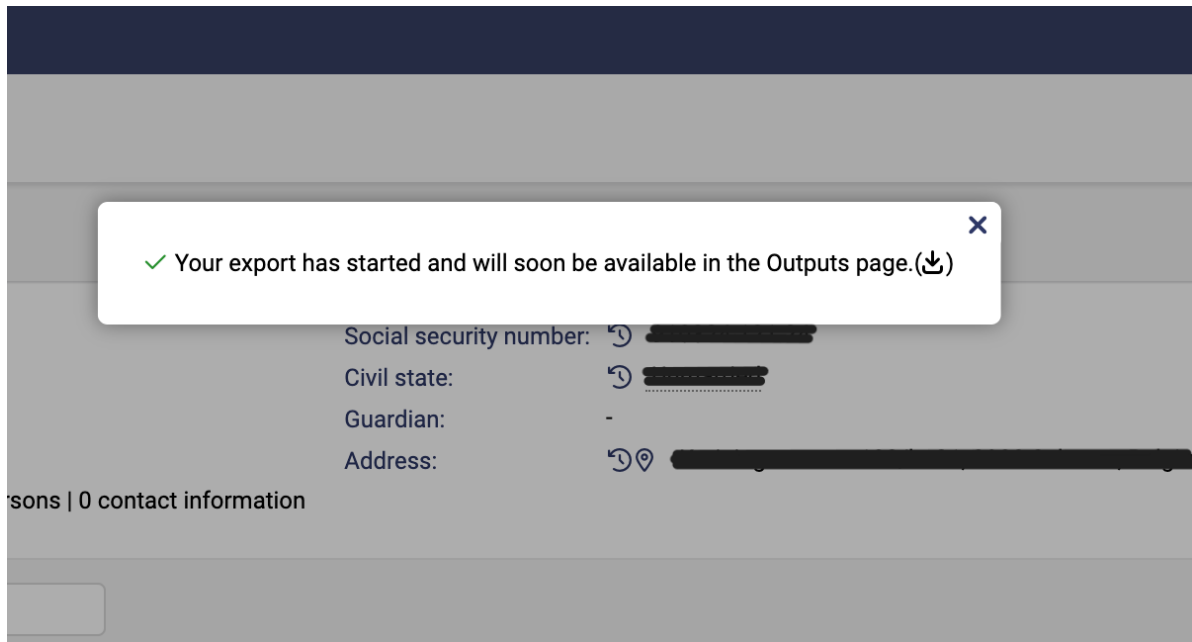 Your export has started and will soon be available in the Outputs page.()
Social security number:
Civil state:
Guardian: -
Address:
rsons | 0 contact information